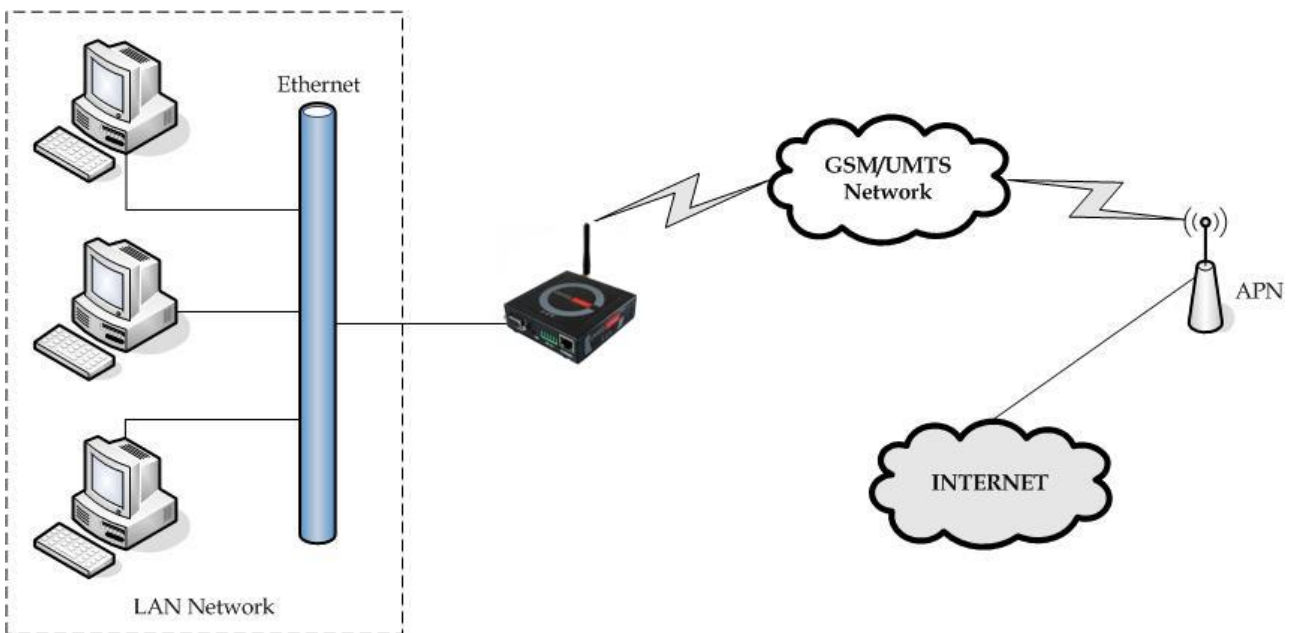 Ethernet
LAN Network
GSM/UMTS
Network
APN
INTERNET